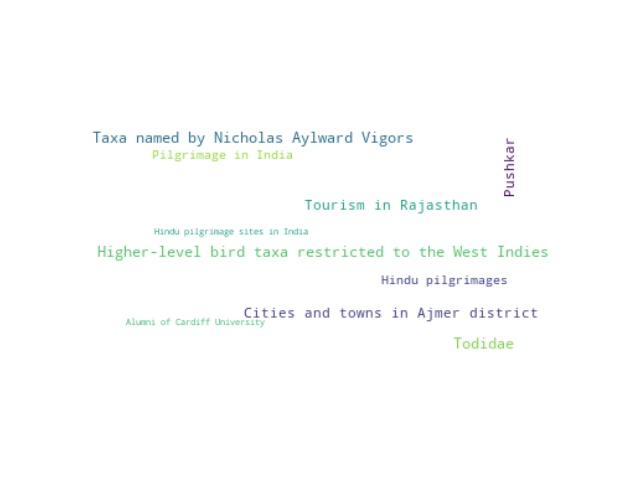 Taxa named by Nicholas Aylward Vigors
Pilgrimage in India
Pushkar
Tourism in Rajasthan
Hindu pilgrimage sites in India
Higher-level bird taxa restricted to the West Indies
Hindu pilgrimages
Cities and towns in Ajmer district
Alumni of Cardiff University
Todidae